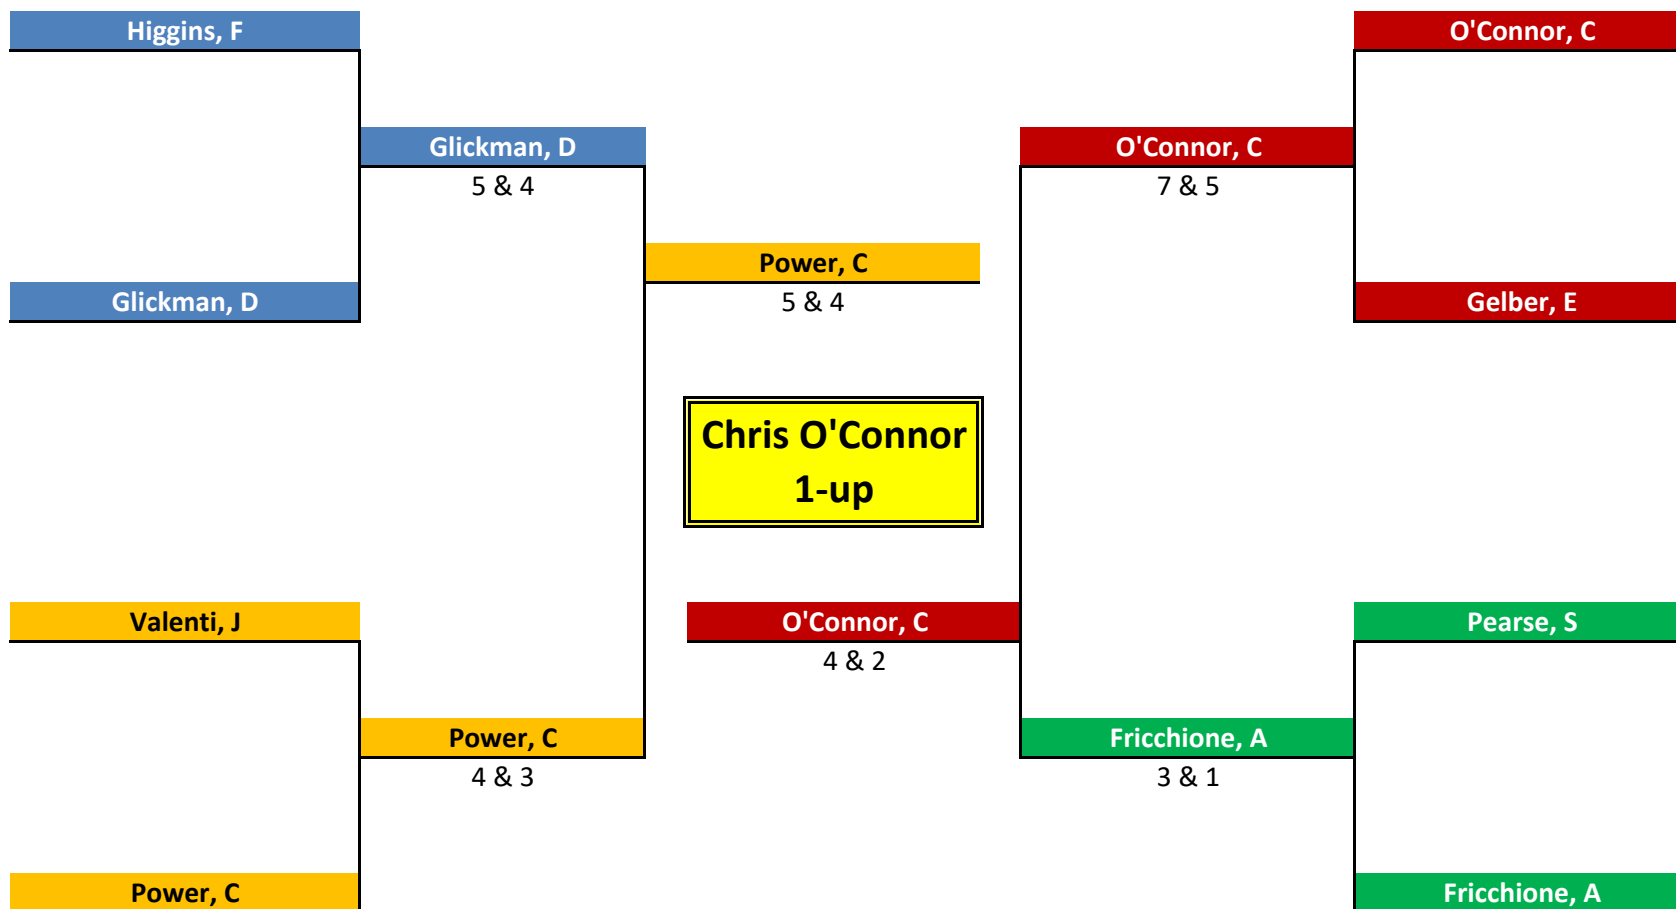 Higgins, F
O'Connor, C
Glickman, D
5 & 4
O'Connor, C
7 & 5
Power, C
5 & 4
Glickman, D
Gelber, E
Chris O'Connor
1-up
Valenti, J
O'Connor, C
4 & 2
Pearse, S
Power, C
4 & 3
Fricchione, A
3 & 1
Power, C
Fricchione, A